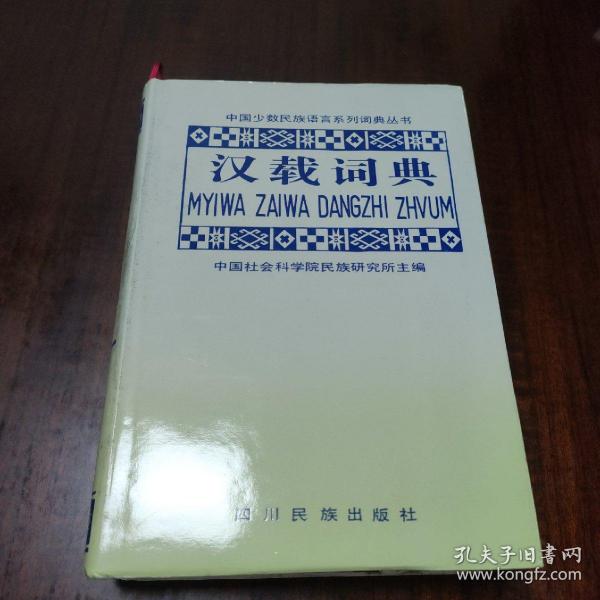 中国少数民族语言系列词典丛书
汉载词典
MYIWA ZAIWA DANGZHI ZHVUM
中国社会科学院民族研究所主编
四川民族出版社
孔夫子旧书网
www.kongfz.com